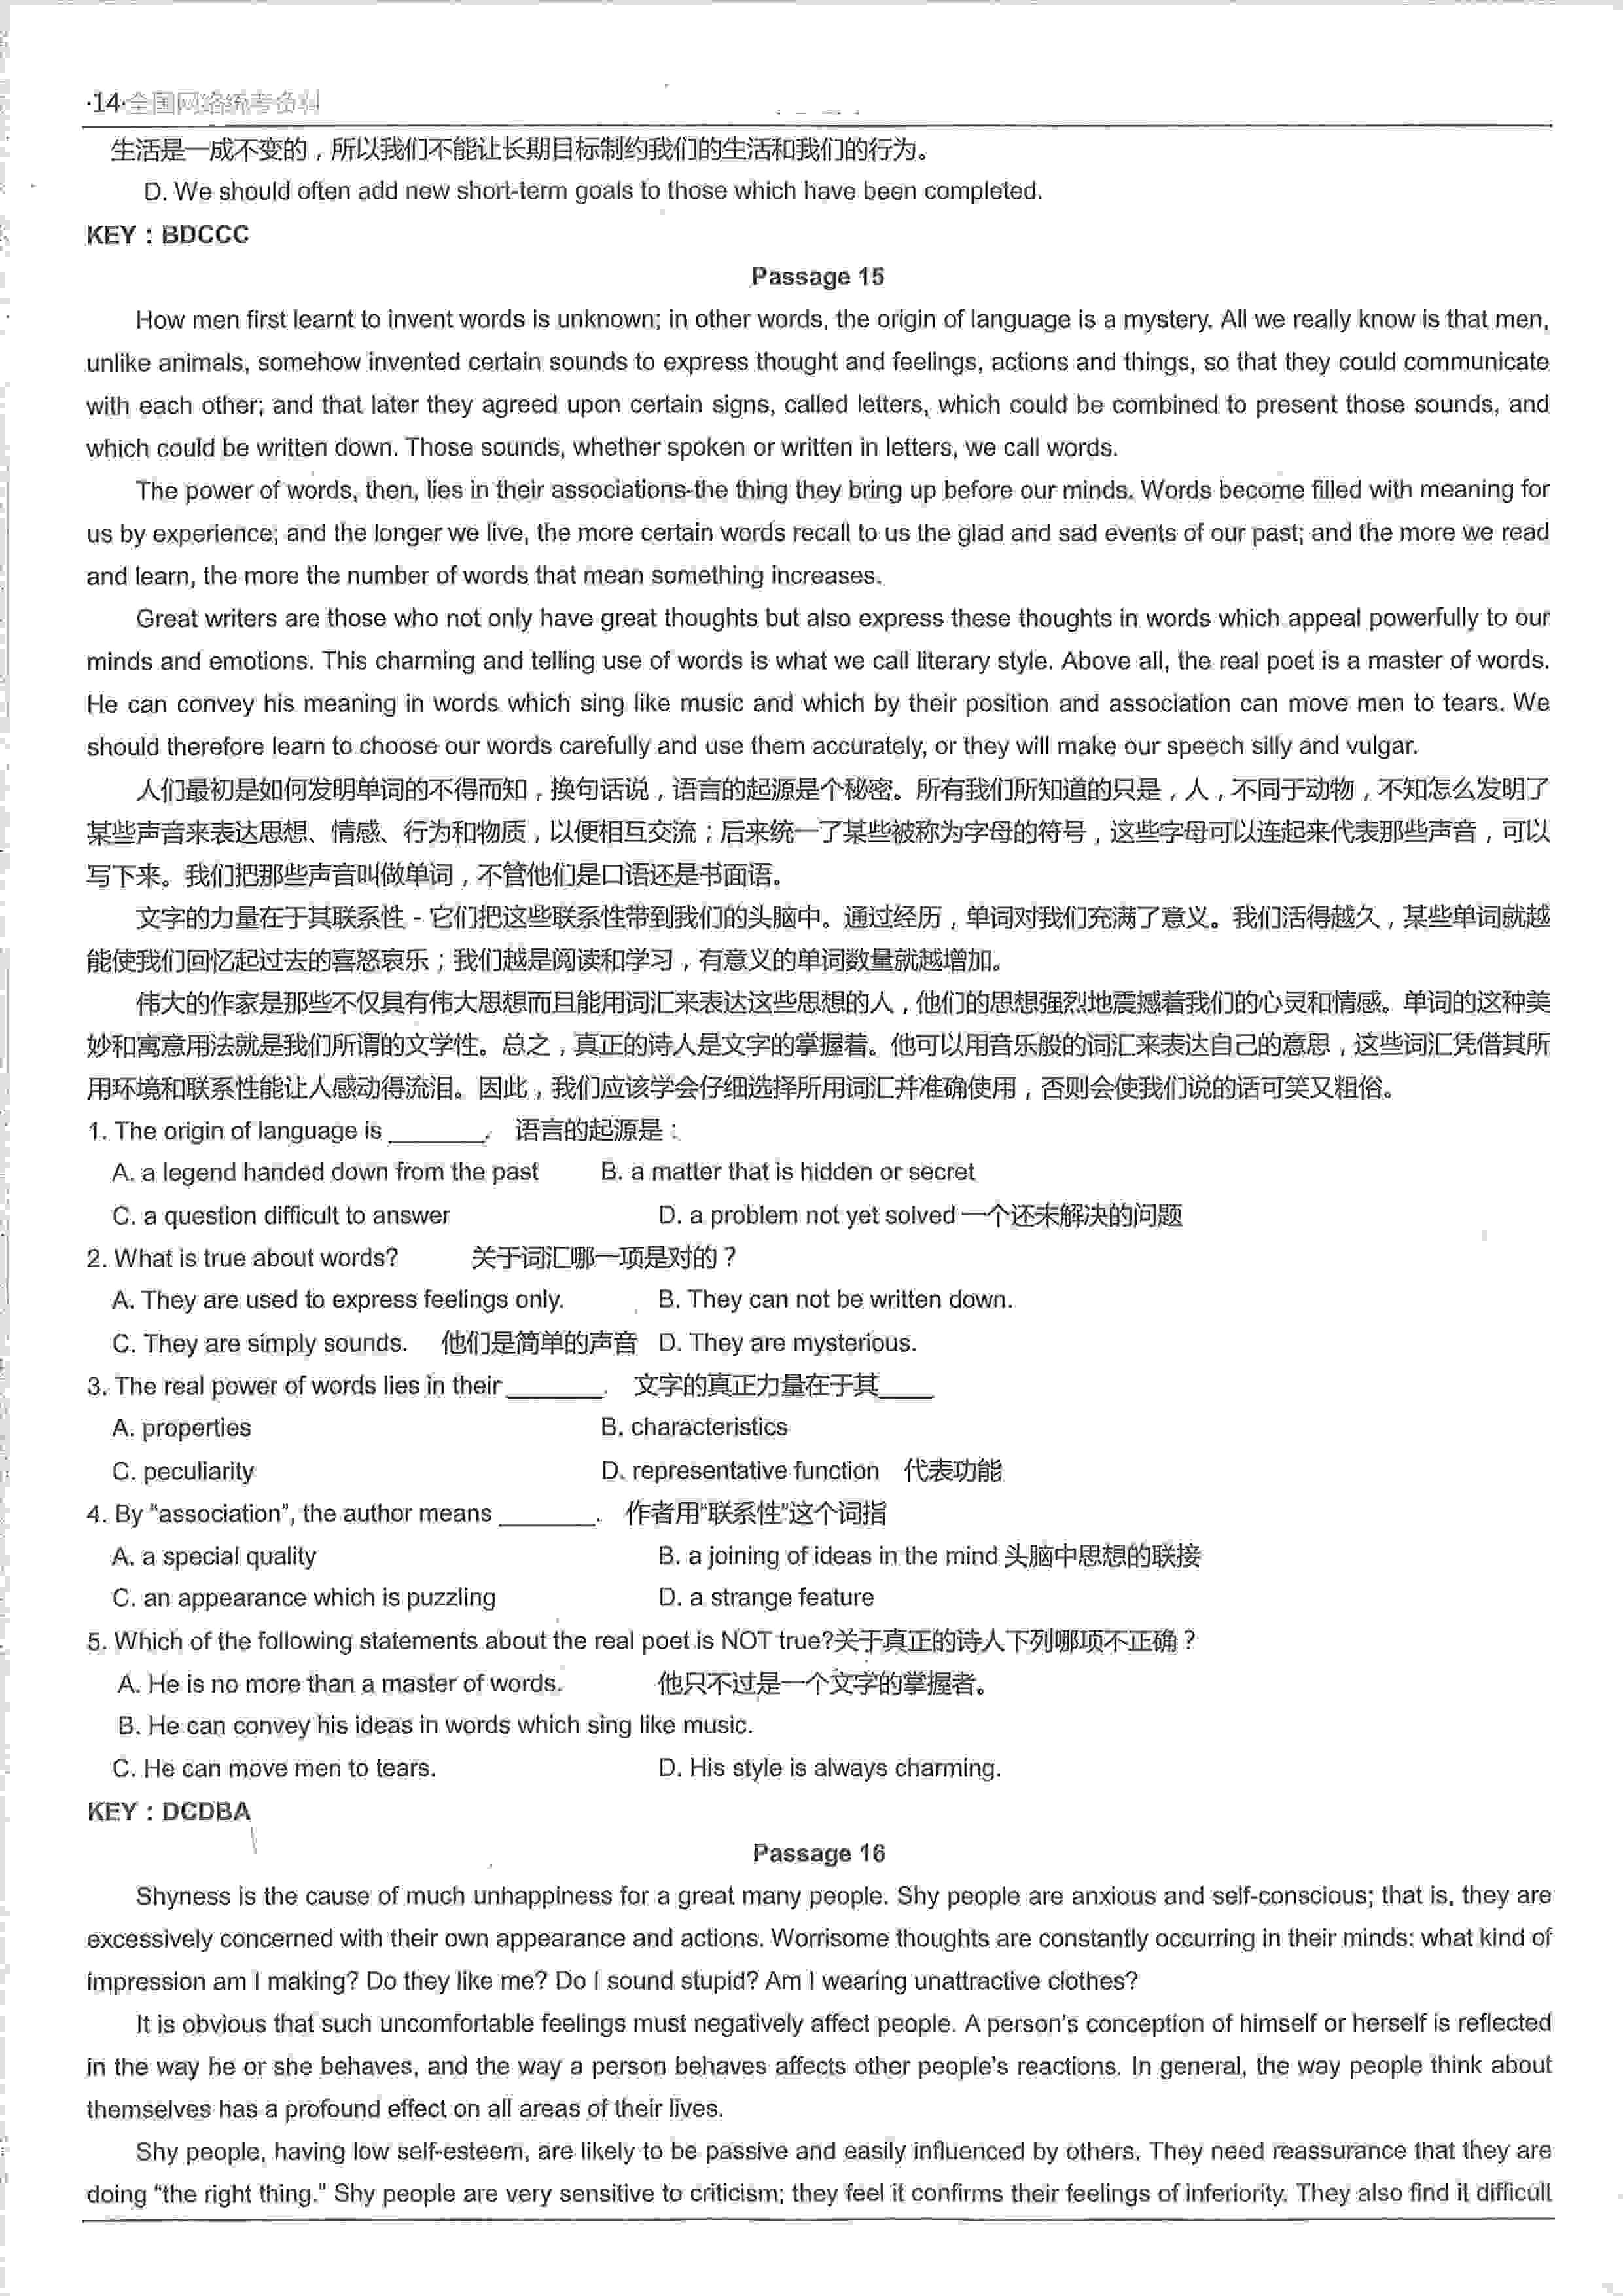 ·14·全国网络统考资料
生活是一成不变的，所以我们不能让长期目标制约我们的生活和我们的行为。
D. We should often add new short-term goals to those which have been completed.
KEY：BDCCC
Passage 15
How men first learnt to invent words is unknown; in other words, the origin of language is a mystery. All we really know is that men,
unlike animals, somehow invented certain sounds to express thought and feelings, actions and things, so that they could communicate
with each other; and that later they agreed upon certain signs, called letters, which could be combined to present those sounds, and
which could be written down. Those sounds, whether spoken or written in letters, we call words.
The power of words, then, lies in their associations-the thing they bring up before our minds. Words become filled with meaning for
us by experience; and the longer we live, the more certain words recall to us the glad and sad events of our past; and the more we read
and learn, the more the number of words that mean something increases.
Great writers are those who not only have great thoughts but also express these thoughts in words which appeal powerfully to our
minds and emotions. This charming and telling use of words is what we call literary style. Above all, the real poet is a master of words.
He can convey his meaning in words which sing like music and which by their position and association can move men to tears. We
should therefore learn to choose our words carefully and use them accurately, or they will make our speech silly and vulgar.
人们最初是如何发明单词的不得而知，换句话说，语言的起源是个秘密。所有我们所知道的只是，人，不同于动物，不知怎么发明了
某些声音来表达思想、情感、行为和物质，以便相互交流；后来统一了某些被称为字母的符号，这些字母可以连起来代表那些声音，可以
写下来。我们把那些声音叫做单词，不管他们是口语还是书面语。
文字的力量在于其联系性 - 它们把这些联系性带到我们的头脑中。通过经历，单词对我们充满了意义。我们活得越久，某些单词就越
能使我们回忆起过去的喜怒哀乐；我们越是阅读和学习，有意义的单词数量就越增加。
伟大的作家是那些不仅具有伟大思想而且能用词汇来表达这些思想的人，他们的思想强烈地震撼着我们的心灵和情感。单词的这种美
妙和寓意用法就是我们所谓的文学性。总之，真正的诗人是文字的掌握着。他可以用音乐般的词汇来表达自己的意思，这些词汇凭借其所
用环境和联系性能让人感动得流泪。因此，我们应该学会仔细选择所用词汇并准确使用，否则会使我们说的话可笑又粗俗。
1. The origin of language is _______. 语言的起源是：
A. a legend handed down from the past B. a matter that is hidden or secret
C. a question difficult to answer D. a problem not yet solved 一个还未解决的问题
2. What is true about words? 关于词汇哪一项是对的？
A. They are used to express feelings only. B. They can not be written down.
C. They are simply sounds. 他们是简单的声音 D. They are mysterious.
3. The real power of words lies in their _______. 文字的真正力量在于其____
A. properties B. characteristics
C. peculiarity D. representative function 代表功能
4. By “association”, the author means _______. 作者用“联系性”这个词指
A. a special quality B. a joining of ideas in the mind 头脑中思想的联接
C. an appearance which is puzzling D. a strange feature
5. Which of the following statements about the real poet is NOT true?关于真正的诗人下列哪项不正确？
A. He is no more than a master of words. 他只不过是一个文字的掌握者。
B. He can convey his ideas in words which sing like music.
C. He can move men to tears. D. His style is always charming.
KEY：DCDBA
Passage 16
Shyness is the cause of much unhappiness for a great many people. Shy people are anxious and self-conscious; that is, they are
excessively concerned with their own appearance and actions. Worrisome thoughts are constantly occurring in their minds: what kind of
impression am I making? Do they like me? Do I sound stupid? Am I wearing unattractive clothes?
It is obvious that such uncomfortable feelings must negatively affect people. A person's conception of himself or herself is reflected
in the way he or she behaves, and the way a person behaves affects other people's reactions. In general, the way people think about
themselves has a profound effect on all areas of their lives.
Shy people, having low self-esteem, are likely to be passive and easily influenced by others. They need reassurance that they are
doing “the right thing.” Shy people are very sensitive to criticism; they feel it confirms their feelings of inferiority. They also find it difficult